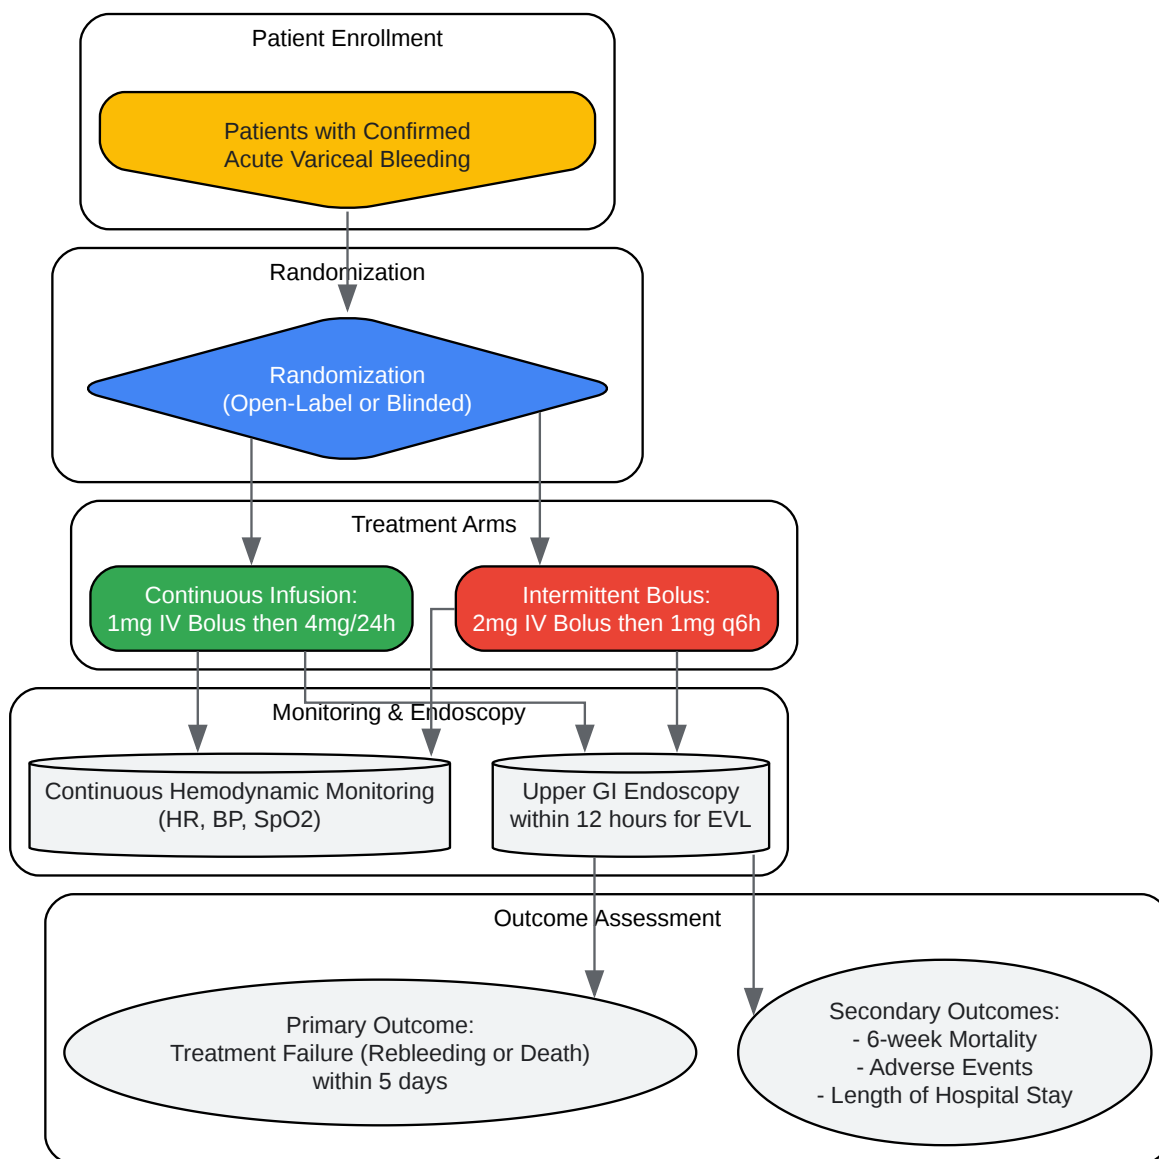 Patient Enrollment
Patients with Confirmed
Acute Variceal Bleeding
Randomization
Randomization
(Open-Label or Blinded)
Treatment Arms
Continuous Infusion:
1mg IV Bolus then 4mg/24h
Intermittent Bolus:
2mg IV Bolus then 1mg q6h
Monitoring & Endoscopy
Continuous Hemodynamic Monitoring
(HR, BP, SpO2)
Upper GI Endoscopy
within 12 hours for EVL
Outcome Assessment
Primary Outcome:
Treatment Failure (Rebleeding or Death)
within 5 days
Secondary Outcomes:
- 6-week Mortality
- Adverse Events
- Length of Hospital Stay